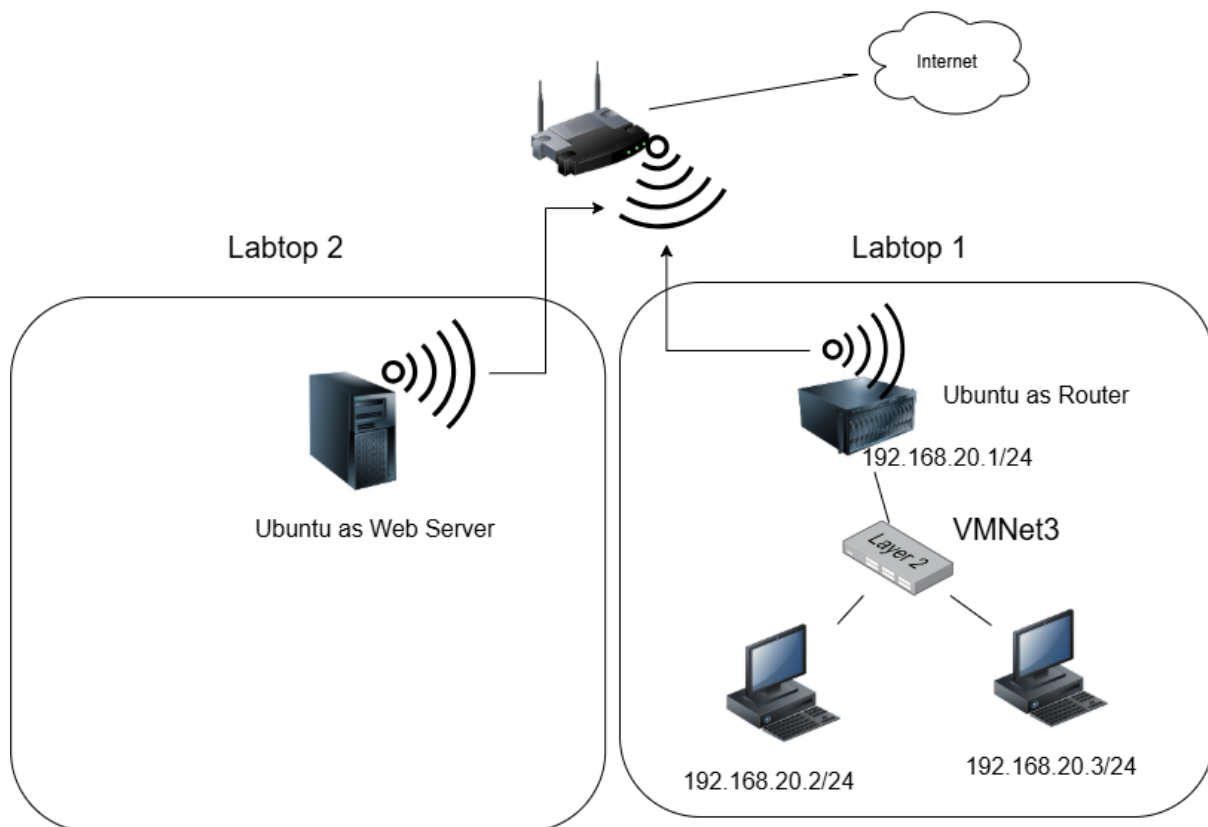 Internet
Labtop 2
Labtop 1
Ubuntu as Router
192.168.20.1/24
Ubuntu as Web Server
VMNet3
Layer 2
192.168.20.2/24
192.168.20.3/24